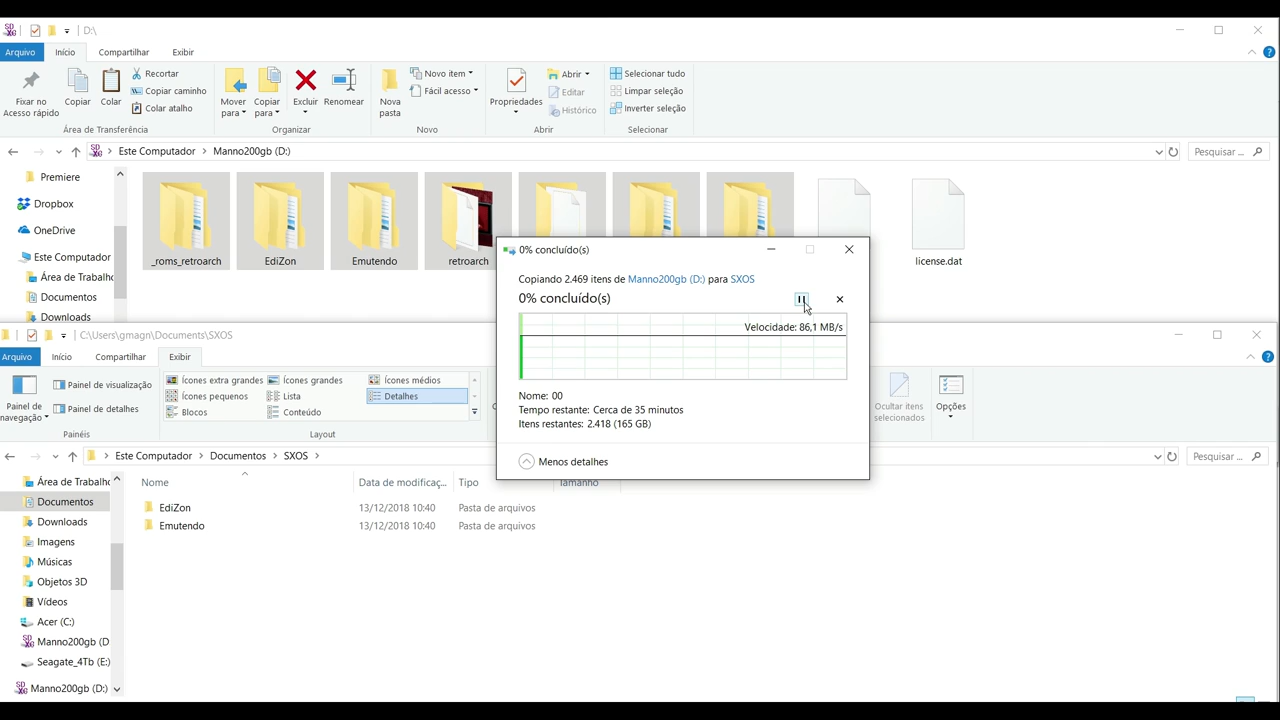 D:\
Arquivo Início Compartilhar Exibir
Fixar no Acesso rápido
Copiar
Colar
Recortar
Copiar caminho
Colar atalho
Área de Transferência
Mover para
Copiar para
Excluir
Renomear
Organizar
Nova pasta
Novo item
Fácil acesso
Novo
Propriedades
Abrir
Editar
Histórico
Abrir
Selecionar tudo
Limpar seleção
Inverter seleção
Selecionar
Este Computador > Manno200gb (D:)
Pesquisar ...
Premiere
Dropbox
OneDrive
Este Computador
Área de Trabalho
Documentos
Downloads
_roms_retroarch
EdiZon
Emutendo
retroarch
license.dat
0% concluído(s)
Copiando 2.469 itens de Manno200gb (D:) para SXOS
0% concluído(s)
Velocidade: 86,1 MB/s
Nome: 00
Tempo restante: Cerca de 35 minutos
Itens restantes: 2.418 (165 GB)
Menos detalhes
C:\Users\gmagn\Documents\SXOS
Arquivo Início Compartilhar Exibir
Painel de navegação
Painel de visualização
Painel de detalhes
Painéis
Ícones extra grandes
Ícones grandes
Ícones médios
Ícones pequenos
Lista
Detalhes
Blocos
Conteúdo
Layout
Ocultar itens selecionados
Opções
Este Computador > Documentos > SXOS >
Pesquisar ...
Área de Trabalho
Documentos
Downloads
Imagens
Músicas
Objetos 3D
Vídeos
Acer (C:)
Manno200gb (D
Seagate_4Tb (E:)
Manno200gb (D:)
Nome Data de modificaç... Tipo Tamanho
EdiZon 13/12/2018 10:40 Pasta de arquivos
Emutendo 13/12/2018 10:40 Pasta de arquivos